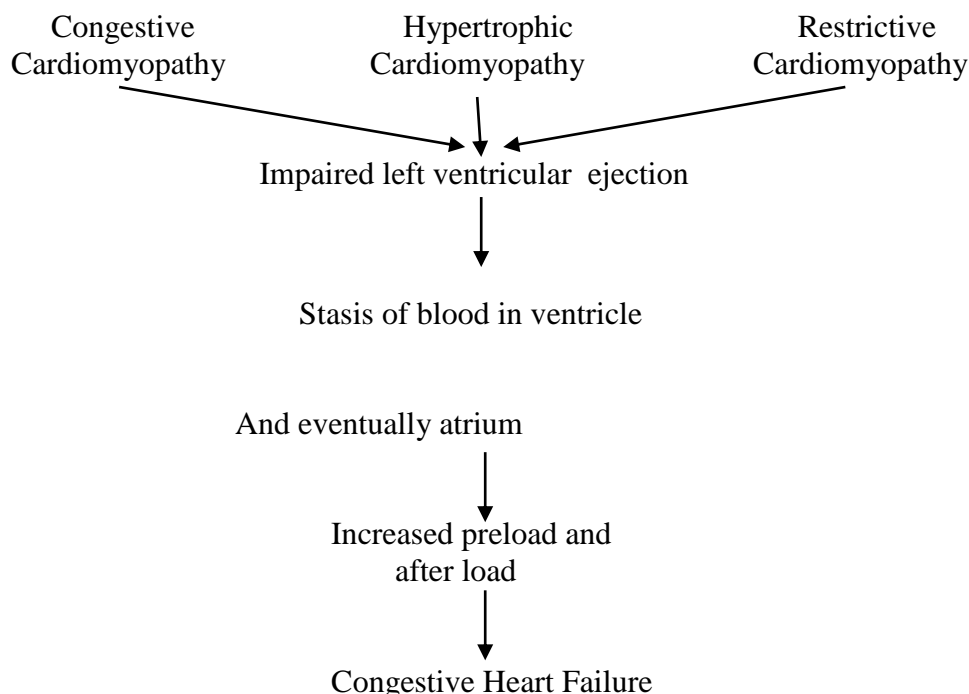 Congestive
Cardiomyopathy
Hypertrophic
Cardiomyopathy
Restrictive
Cardiomyopathy
Impaired left ventricular ejection
Stasis of blood in ventricle
And eventually atrium
Increased preload and
after load
Congestive Heart Failure